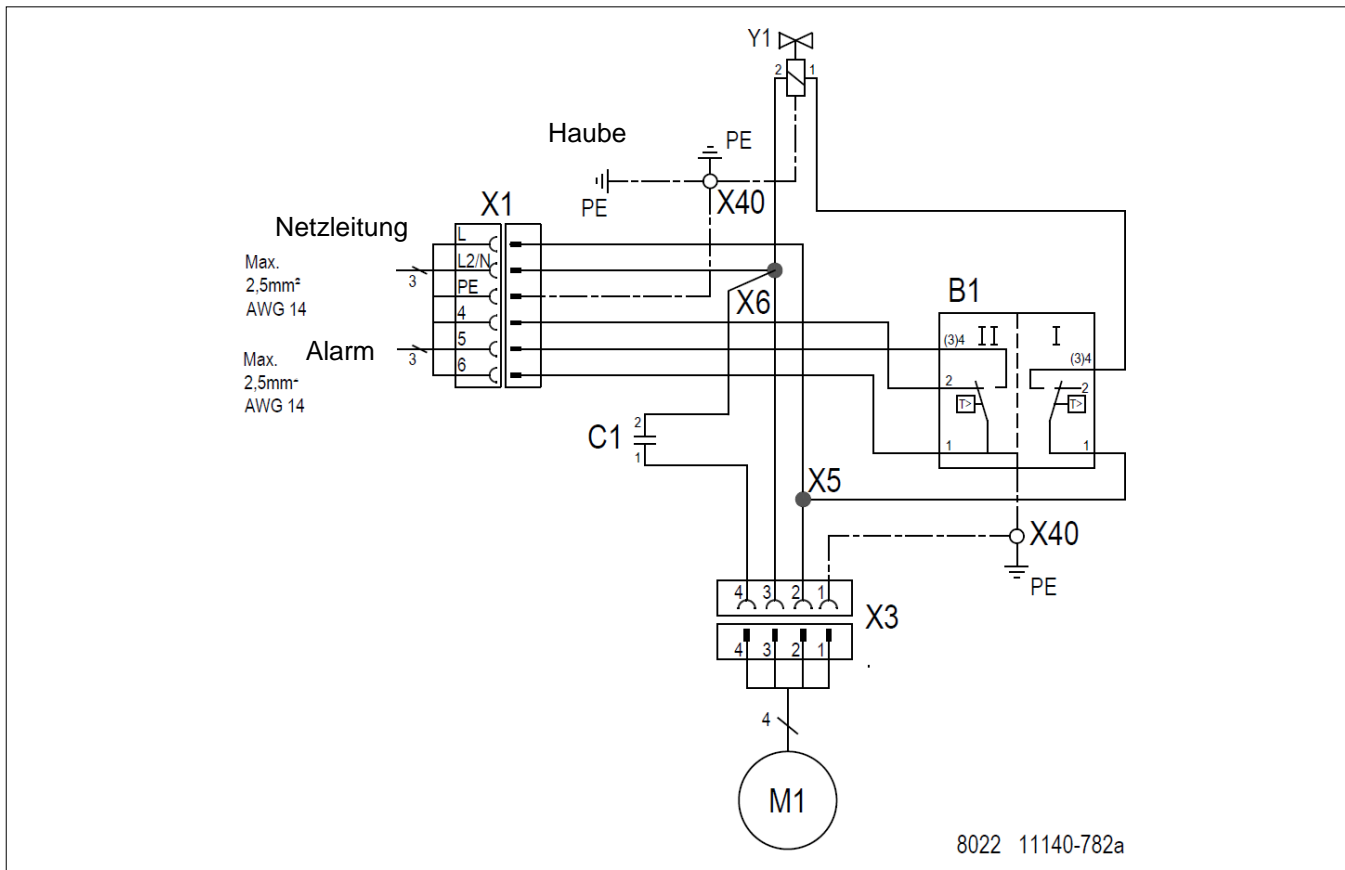 Y1
2 1
Haube
PE
PE
X40
X1
Netzleitung
Max.
2,5mm²
AWG 14
3
L
L2/N
PE
4
5
6
Alarm
Max.
2,5mm²
AWG 14
3
X6
B1
(3)4 II I
(3)4
2
2
T> T>
1 1
C1
2
1
X5
X40
PE
4 3 2 1
X3
4 3 2 1
4
M1
8022 11140-782a